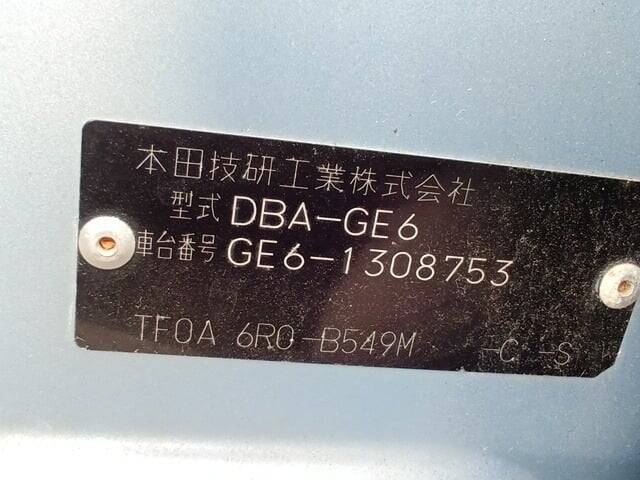 本田技研工業株式会社
型式 DBA-GE6
車台番号 GE6-1308753
TF0A 6R0-B549M -C -S